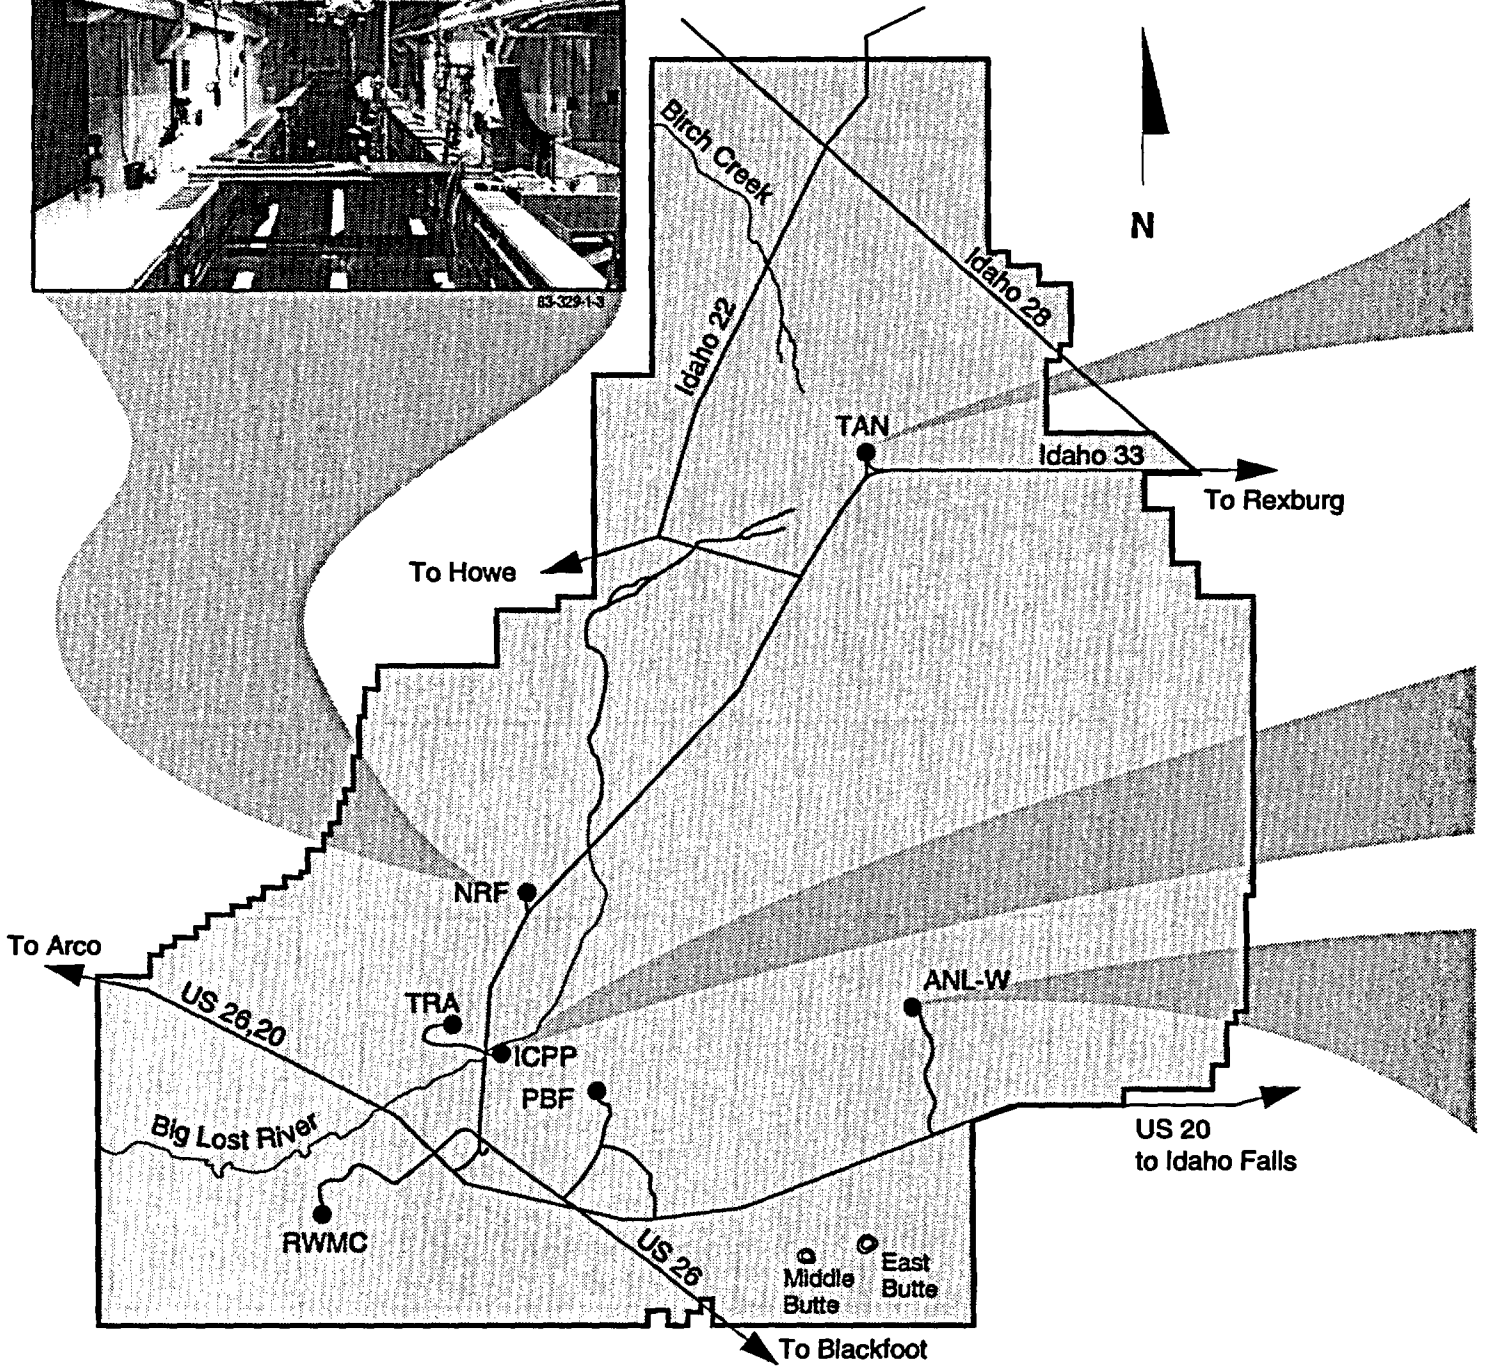 83-329-1-3
N
Birch Creek
Idaho 28
Idaho 22
TAN
Idaho 33
To Rexburg
To Howe
NRF
To Arco
US 26,20
TRA
ANL-W
ICPP
PBF
Big Lost River
US 20
to Idaho Falls
RWMC
US 26
Middle
Butte
East
Butte
To Blackfoot